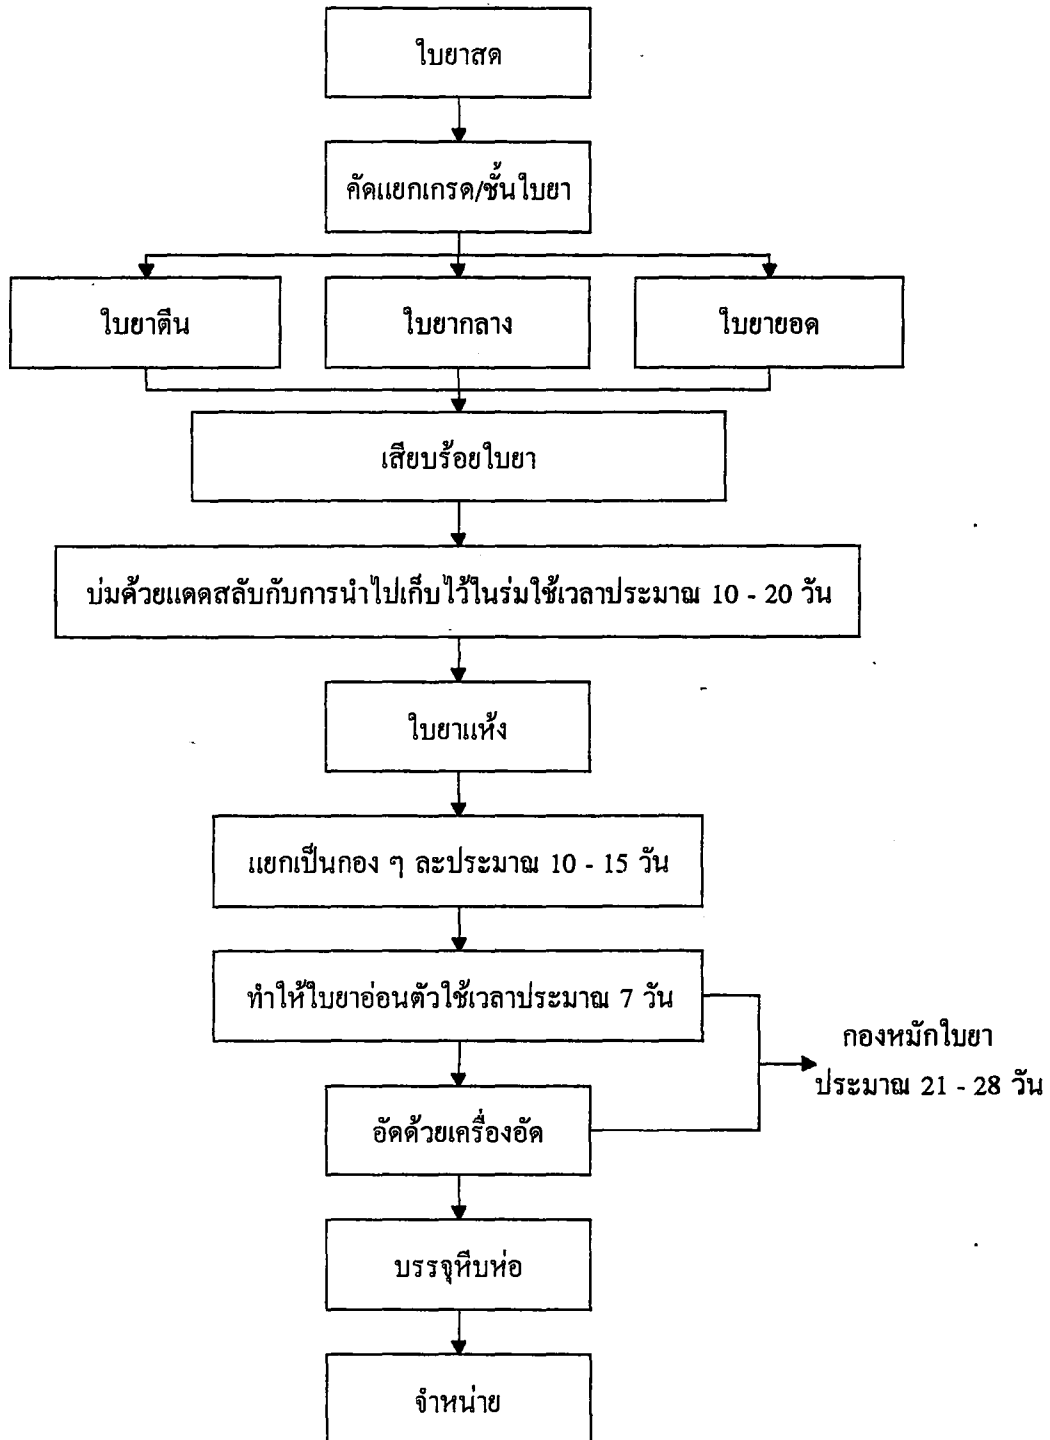 ใบยาสด
คัดแยกเกรด/ชั้นใบยา
ใบยาตีน
ใบยากลาง
ใบยายอด
เสียบร้อยใบยา
บ่มด้วยแดดสลับกับการนำไปเก็บไว้ในร่มใช้เวลาประมาณ 10 - 20 วัน
ใบยาแห้ง
แยกเป็นกอง ๆ ละประมาณ 10 - 15 วัน
ทำให้ใบยาอ่อนตัวใช้เวลาประมาณ 7 วัน
กองหมักใบยา
ประมาณ 21 - 28 วัน
อัดด้วยเครื่องอัด
บรรจุหีบห่อ
จำหน่าย